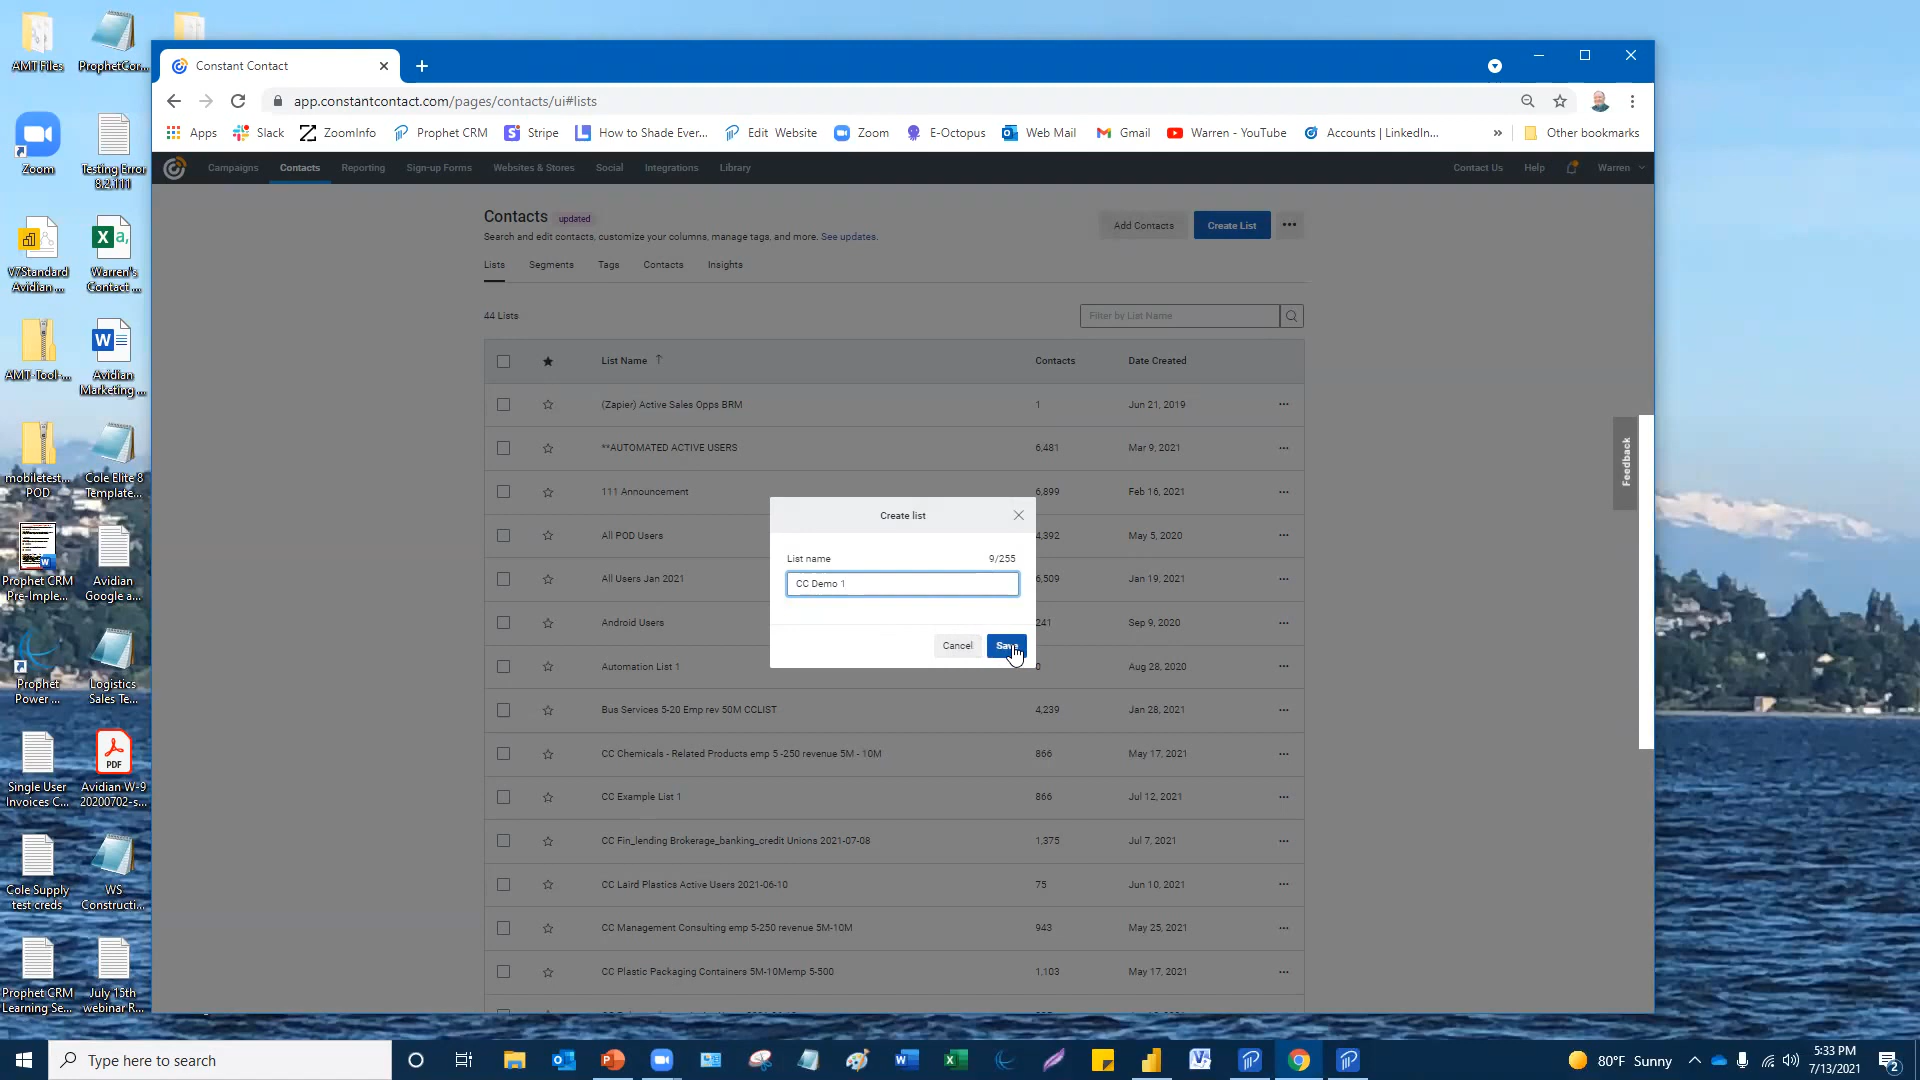 AMT Files
ProphetCor...
Zoom
Testing Error
8.2.111
V7Standard
Avidian ...
Warren's
Contact ...
AMT-Tool-...
Avidian
Marketing ...
mobiletest...
POD
Cole Elite 8
Template...
Prophet CRM
Pre-Imple...
Avidian
Google a...
Prophet
Power ...
Logistics
Sales Te...
PDF
Single User
Invoices C...
Avidian W-9
20200702-s...
Cole Supply
test creds
WS
Constructi...
Prophet CRM
Learning Se...
July 15th
webinar R...
Constant Contact
app.constantcontact.com/pages/contacts/ui#lists
Apps
Slack
ZoomInfo
Prophet CRM
Stripe
How to Shade Ever...
Edit Website
Zoom
E-Octopus
Web Mail
Gmail
Warren - YouTube
Accounts | LinkedIn...
»
Other bookmarks
Campaigns
Contacts
Reporting
Sign-up Forms
Websites & Stores
Social
Integrations
Library
Contact Us
Help
Warren
Contacts updated
Add Contacts
Create List
•••
Search and edit contacts, customize your columns, manage tags, and more. See updates.
Lists
Segments
Tags
Contacts
Insights
44 Lists
Filter by List Name
List Name
Contacts
Date Created
(Zapier) Active Sales Opps BRM
1
Jun 21, 2019
**AUTOMATED ACTIVE USERS
6,481
Mar 9, 2021
111 Announcement
6,899
Feb 16, 2021
All POD Users
4,392
May 5, 2020
All Users Jan 2021
6,509
Jan 19, 2021
Android Users
241
Sep 9, 2020
Automation List 1
0
Aug 28, 2020
Bus Services 5-20 Emp rev 50M CCLIST
4,239
Jan 28, 2021
CC Chemicals - Related Products emp 5 -250 revenue 5M - 10M
866
May 17, 2021
CC Example List 1
866
Jul 12, 2021
CC Fin_lending Brokerage_banking_credit Unions 2021-07-08
1,375
Jul 7, 2021
CC Laird Plastics Active Users 2021-06-10
75
Jun 10, 2021
CC Management Consulting emp 5-250 revenue 5M-10M
943
May 25, 2021
CC Plastic Packaging Containers 5M-10Memp 5-500
1,103
May 17, 2021
Create list
List name
9/255
CC Demo 1
Cancel
Save
Feedback
Type here to search
80°F Sunny
5:33 PM
7/13/2021
2